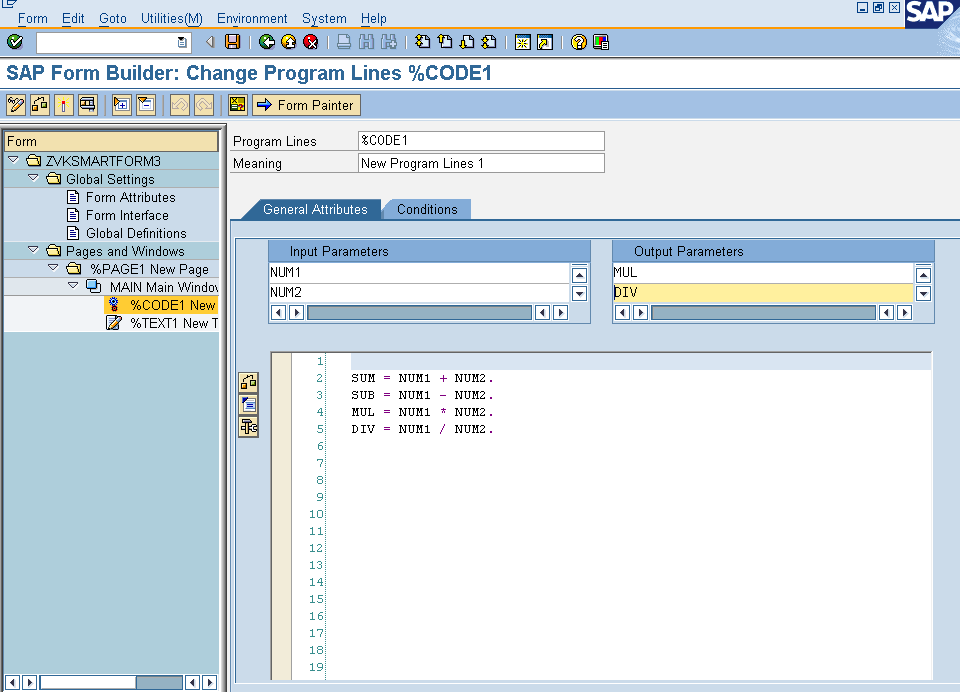 Form Edit Goto Utilities(M) Environment System Help
SAP
SAP Form Builder: Change Program Lines %CODE1
Form Painter
Form
ZVKSMARTFORM3
Global Settings
Form Attributes
Form Interface
Global Definitions
Pages and Windows
%PAGE1 New Page
MAIN Main Window
%CODE1 New
%TEXT1 New T
Program Lines %CODE1
Meaning New Program Lines 1
General Attributes Conditions
Input Parameters
NUM1
NUM2
Output Parameters
MUL
DIV
1
2 SUM = NUM1 + NUM2.
3 SUB = NUM1 - NUM2.
4 MUL = NUM1 * NUM2.
5 DIV = NUM1 / NUM2.
6
7
8
9
10
11
12
13
14
15
16
17
18
19